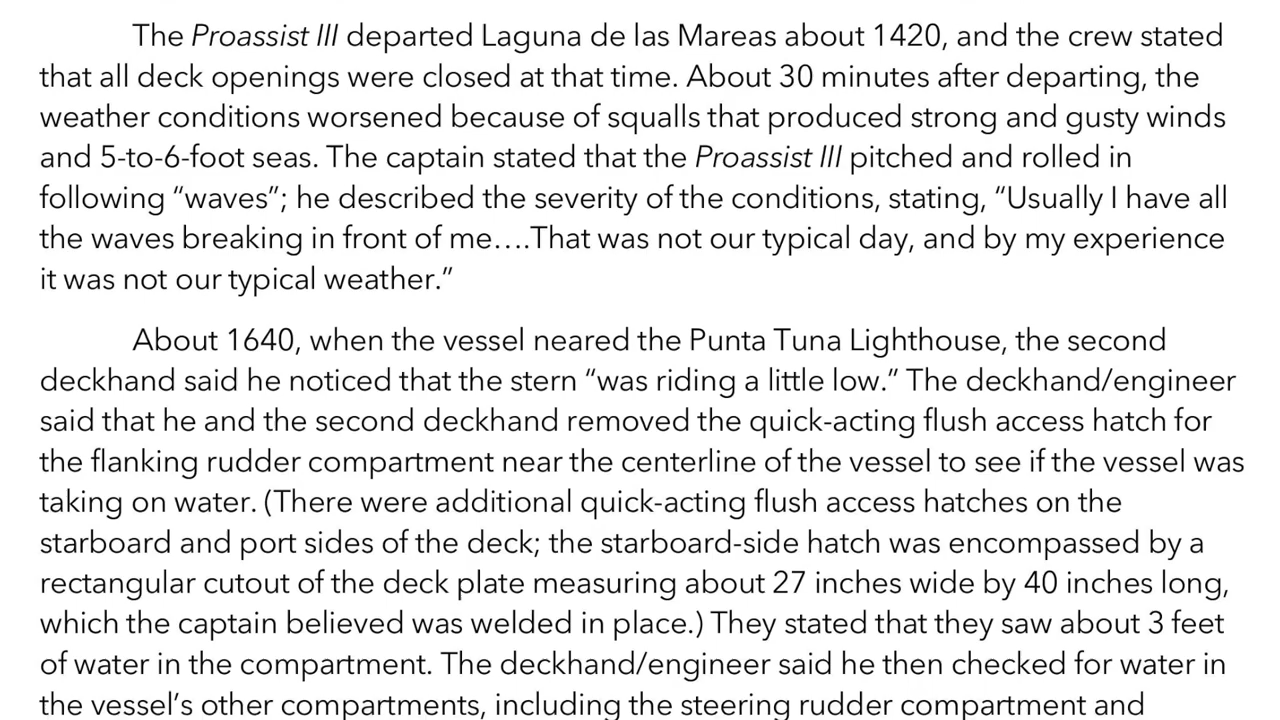 The Proassist III departed Laguna de las Mareas about 1420, and the crew stated
that all deck openings were closed at that time. About 30 minutes after departing, the
weather conditions worsened because of squalls that produced strong and gusty winds
and 5-to-6-foot seas. The captain stated that the Proassist III pitched and rolled in
following “waves”; he described the severity of the conditions, stating, “Usually I have all
the waves breaking in front of me….That was not our typical day, and by my experience
it was not our typical weather.”
About 1640, when the vessel neared the Punta Tuna Lighthouse, the second
deckhand said he noticed that the stern “was riding a little low.” The deckhand/engineer
said that he and the second deckhand removed the quick-acting flush access hatch for
the flanking rudder compartment near the centerline of the vessel to see if the vessel was
taking on water. (There were additional quick-acting flush access hatches on the
starboard and port sides of the deck; the starboard-side hatch was encompassed by a
rectangular cutout of the deck plate measuring about 27 inches wide by 40 inches long,
which the captain believed was welded in place.) They stated that they saw about 3 feet
of water in the compartment. The deckhand/engineer said he then checked for water in
the vessel’s other compartments, including the steering rudder compartment and